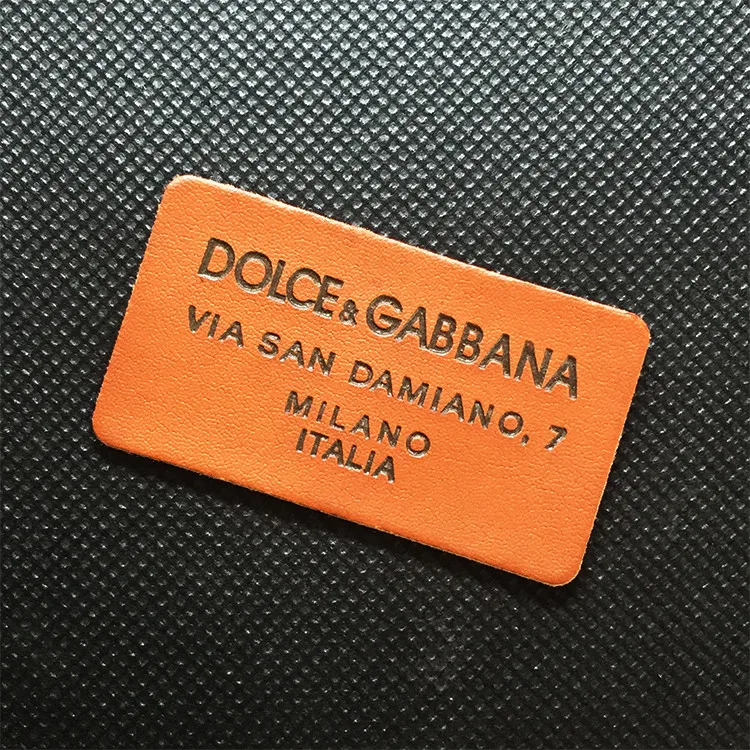 DOLCE&GABBANA
VIA SAN DAMIANO, 7
MILANO
ITALIA